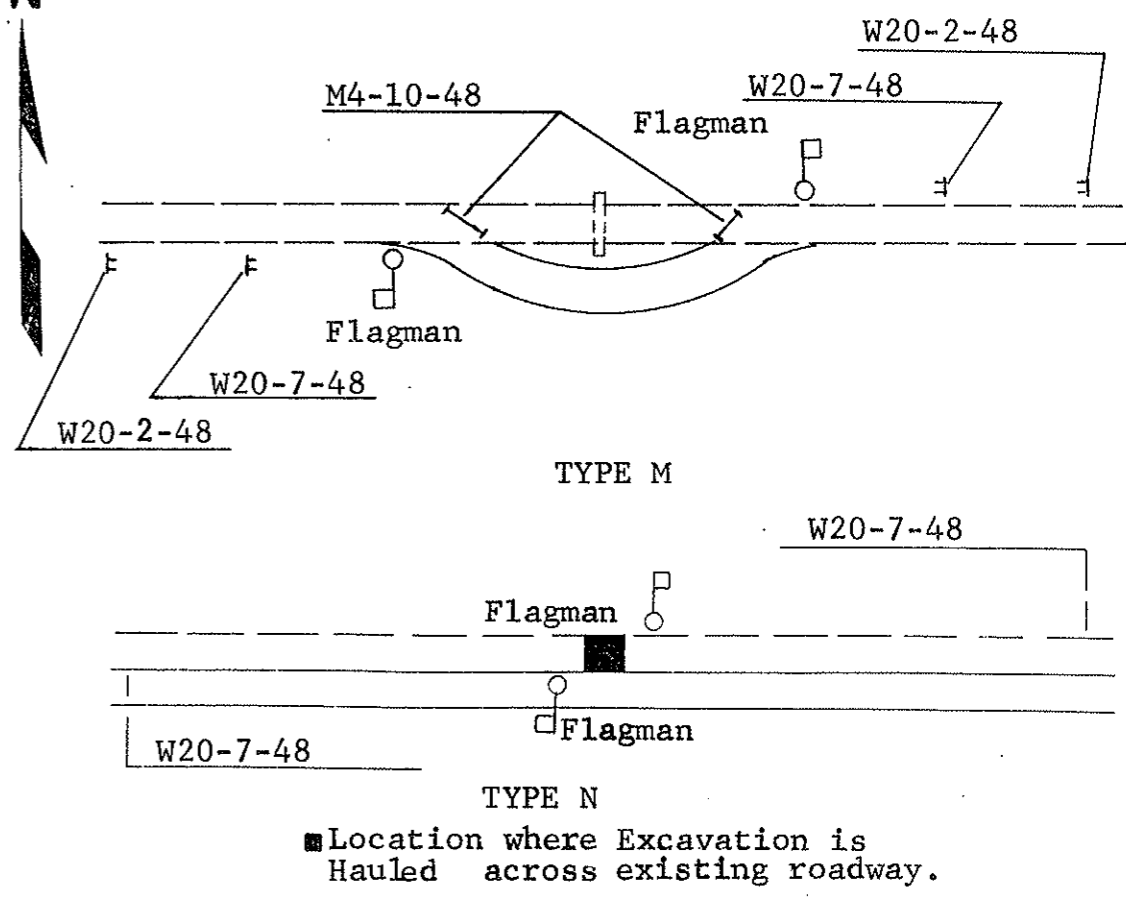 N
W20-2-48
M4-10-48
W20-7-48
Flagman
Flagman
W20-7-48
W20-2-48
TYPE M
W20-7-48
Flagman
Flagman
W20-7-48
TYPE N
Location where Excavation is
Hauled across existing roadway.